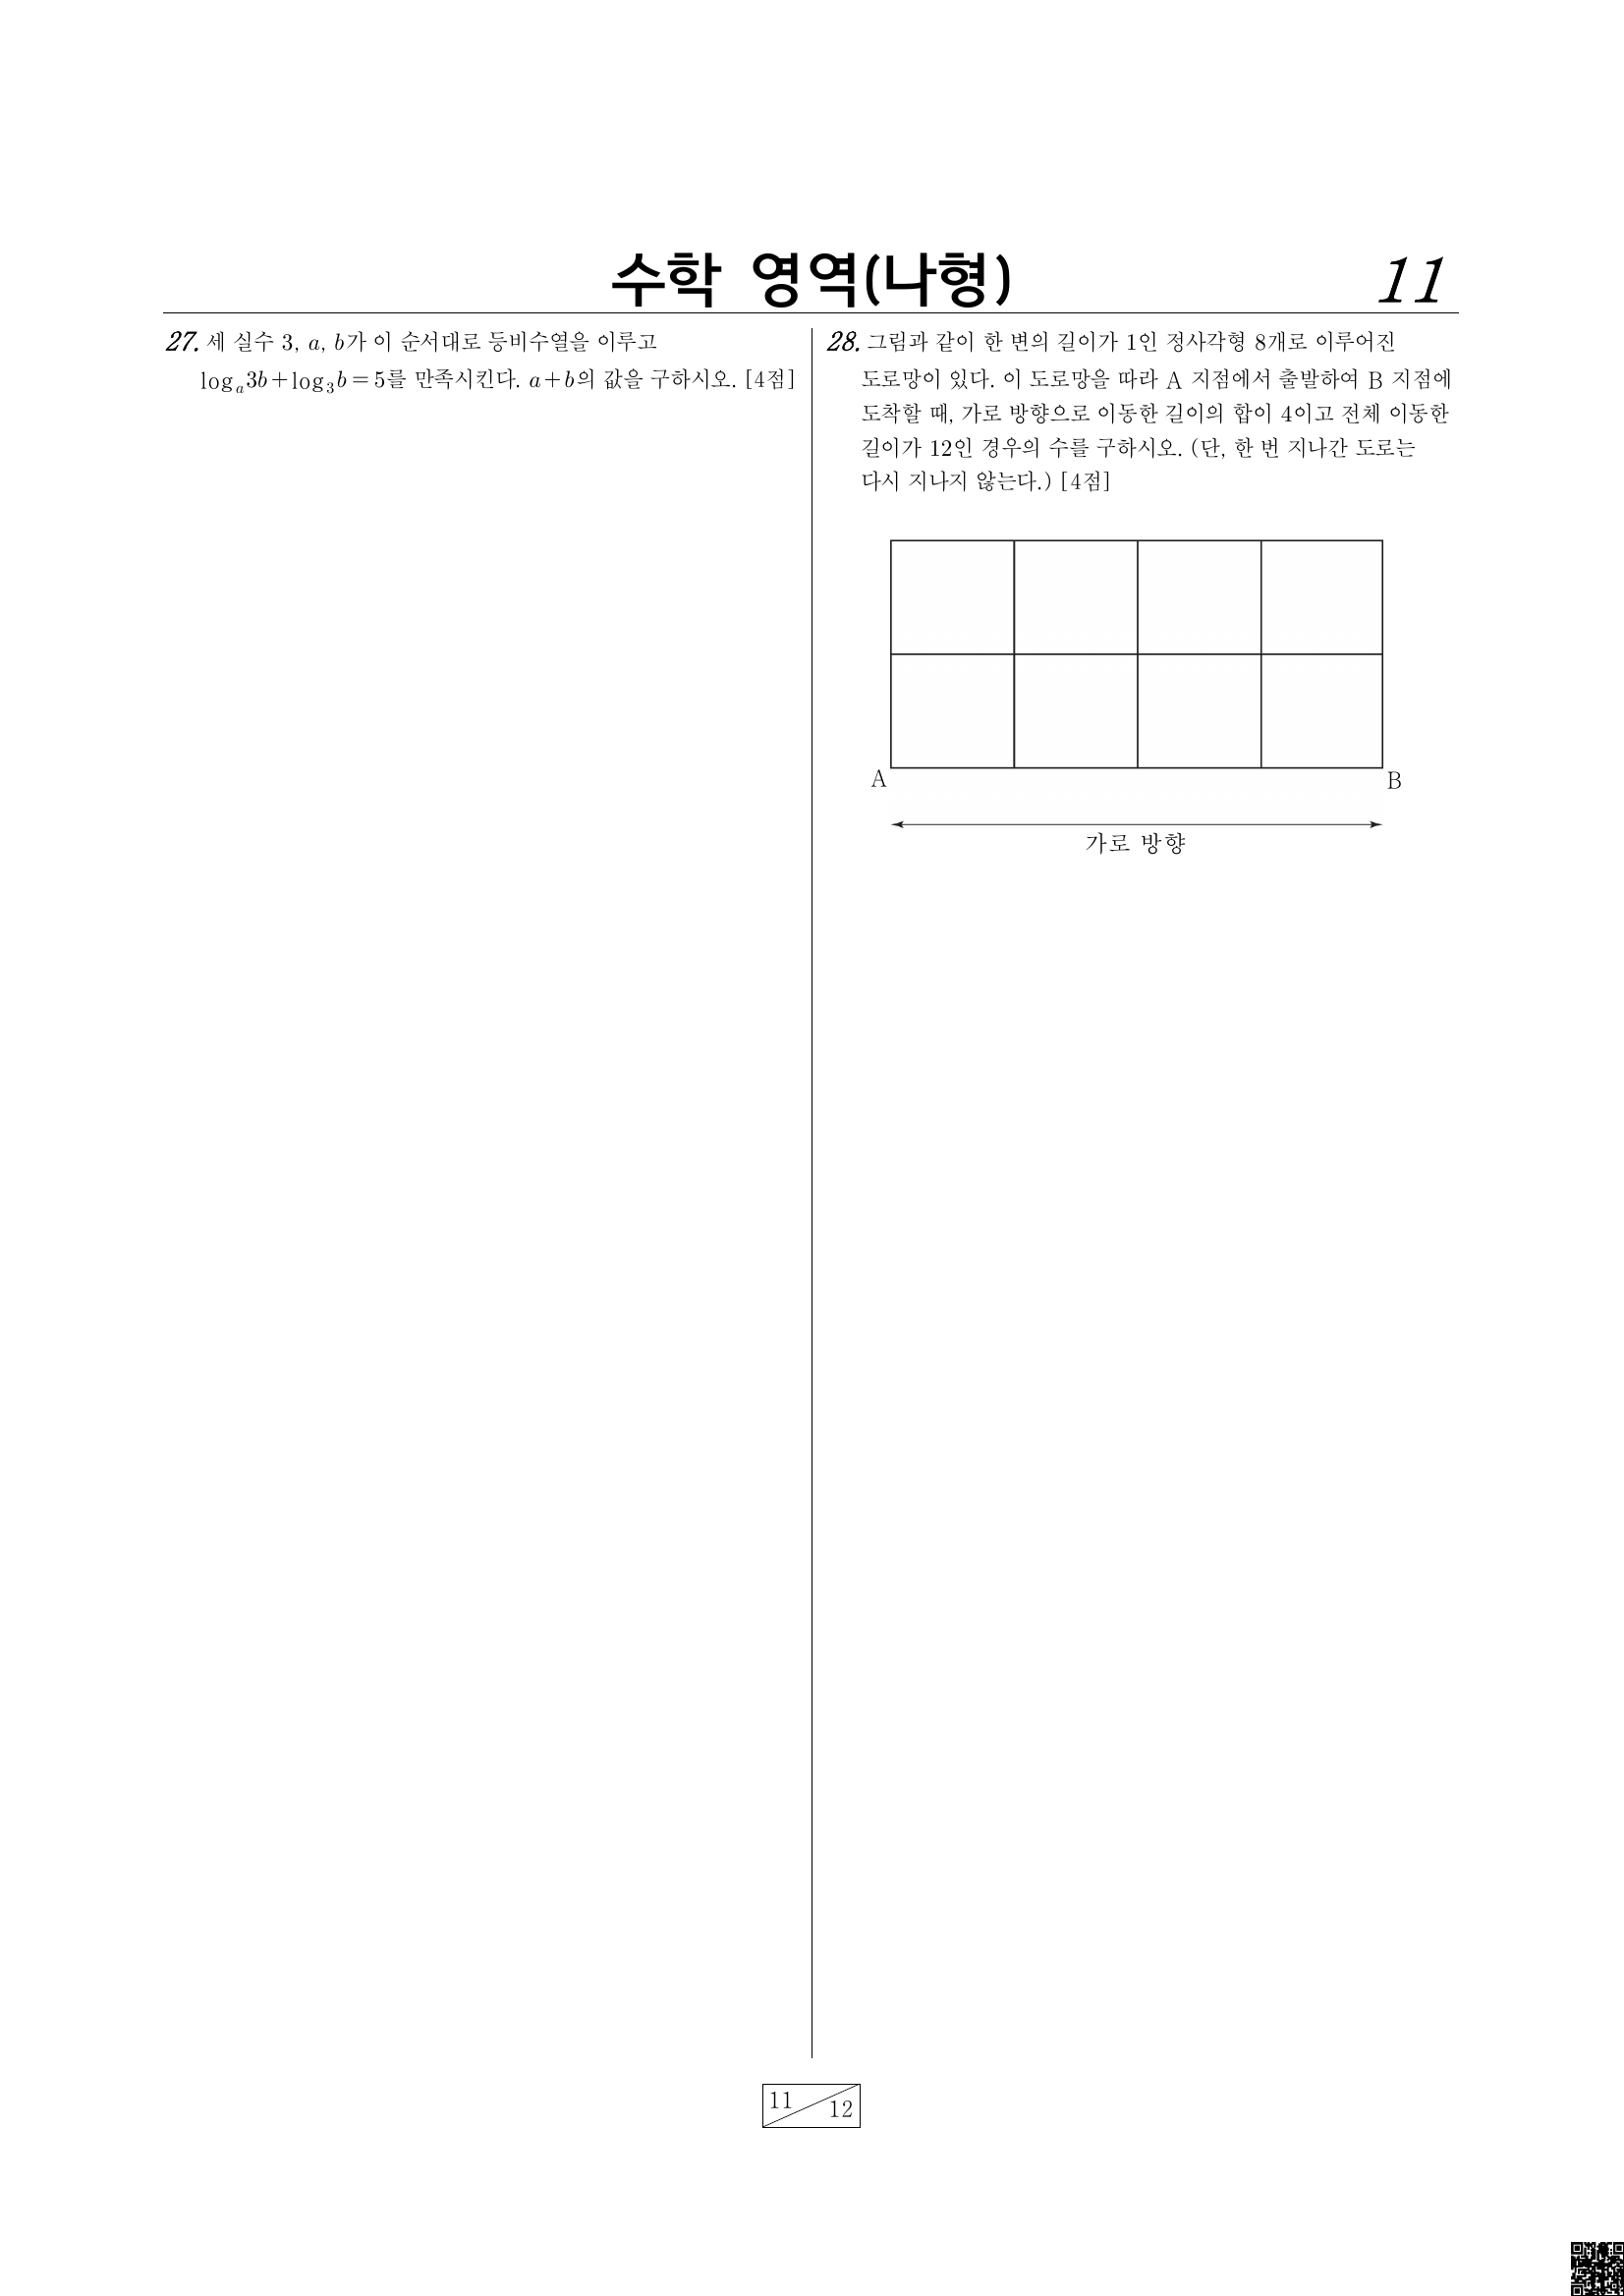 수학 영역(나형)
11
27. 세 실수 3, a, b가 이 순서대로 등비수열을 이루고
logₐ3b+log₃b=5를 만족시킨다. a+b의 값을 구하시오. [4점]
28. 그림과 같이 한 변의 길이가 1인 정사각형 8개로 이루어진
도로망이 있다. 이 도로망을 따라 A 지점에서 출발하여 B 지점에
도착할 때, 가로 방향으로 이동한 길이의 합이 4이고 전체 이동한
길이가 12인 경우의 수를 구하시오. (단, 한 번 지나간 도로는
다시 지나지 않는다.) [4점]
A
B
가로 방향
11
12